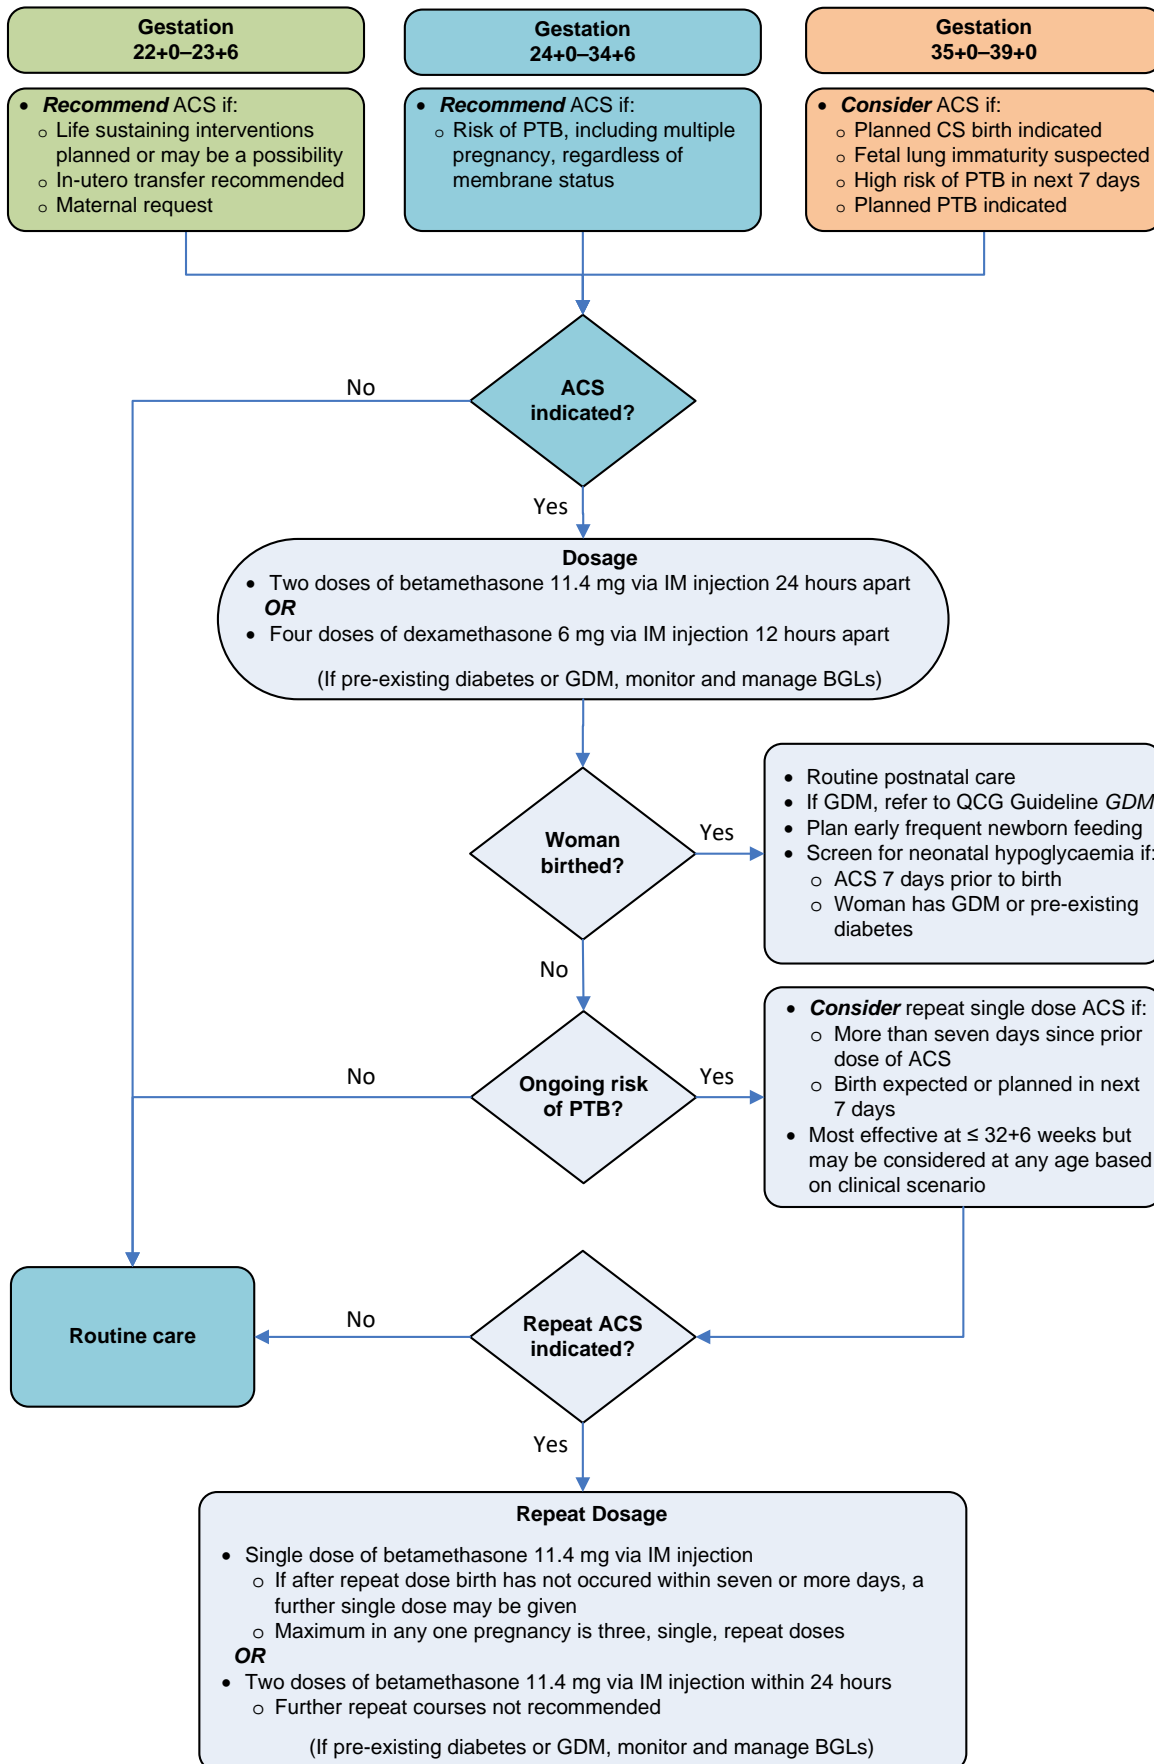 Gestation
22+0–23+6
Gestation
24+0–34+6
Gestation
35+0–39+0
• Recommend ACS if:
o Life sustaining interventions
planned or may be a possibility
o In-utero transfer recommended
o Maternal request
• Recommend ACS if:
o Risk of PTB, including multiple
pregnancy, regardless of
membrane status
• Consider ACS if:
o Planned CS birth indicated
o Fetal lung immaturity suspected
o High risk of PTB in next 7 days
o Planned PTB indicated
No
ACS
indicated?
Yes
Dosage
• Two doses of betamethasone 11.4 mg via IM injection 24 hours apart
OR
• Four doses of dexamethasone 6 mg via IM injection 12 hours apart
(If pre-existing diabetes or GDM, monitor and manage BGLs)
Woman
birthed?
Yes
• Routine postnatal care
• If GDM, refer to QCG Guideline GDM
• Plan early frequent newborn feeding
• Screen for neonatal hypoglycaemia if:
o ACS 7 days prior to birth
o Woman has GDM or pre-existing
diabetes
No
No
Ongoing risk
of PTB?
Yes
• Consider repeat single dose ACS if:
o More than seven days since prior
dose of ACS
o Birth expected or planned in next
7 days
• Most effective at ≤ 32+6 weeks but
may be considered at any age based
on clinical scenario
Routine care
No
Repeat ACS
indicated?
Yes
Repeat Dosage
• Single dose of betamethasone 11.4 mg via IM injection
o If after repeat dose birth has not occured within seven or more days, a
further single dose may be given
o Maximum in any one pregnancy is three, single, repeat doses
OR
• Two doses of betamethasone 11.4 mg via IM injection within 24 hours
o Further repeat courses not recommended
(If pre-existing diabetes or GDM, monitor and manage BGLs)